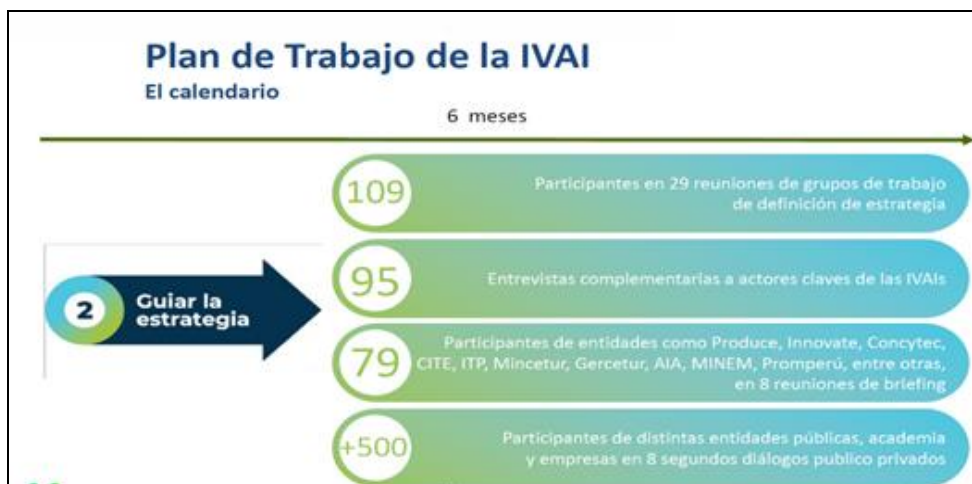 Plan de Trabajo de la IVAI
El calendario
6 meses
109
Participantes en 29 reuniones de grupos de trabajo
de definición de estrategia
2
Guiar la
estrategia
95
Entrevistas complementarias a actores claves de las IVAIs
79
Participantes de entidades como Produce, Innovate, Concytec,
CITE, ITP, Mincetur, Gercetur, AIA, MINEM, Promperú, entre otras,
en 8 reuniones de briefing
+500
Participantes de distintas entidades públicas, academia
y empresas en 8 segundos diálogos publico privados